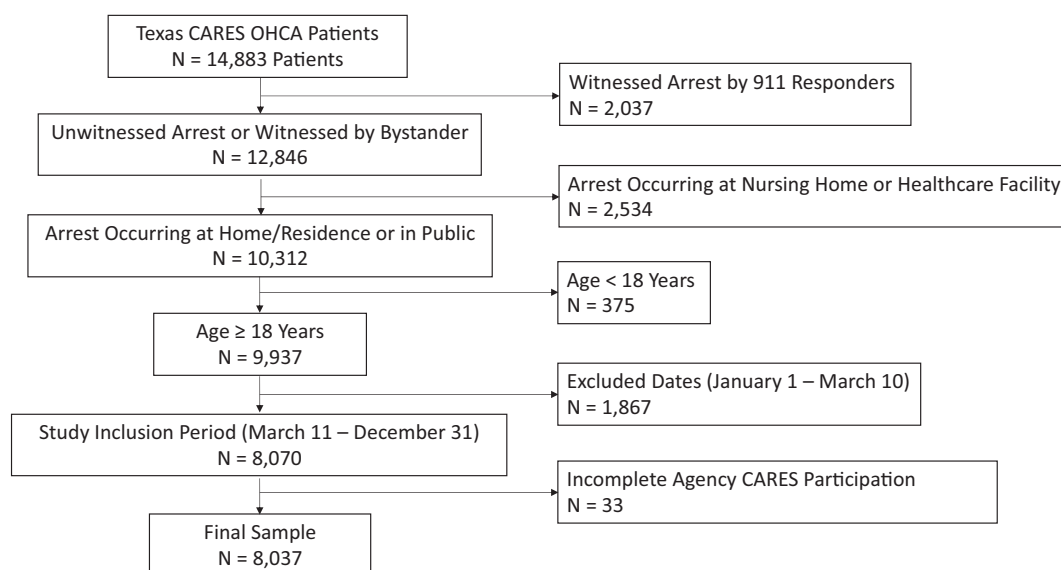 Texas CARES OHCA Patients
N = 14,883 Patients
Witnessed Arrest by 911 Responders
N = 2,037
Unwitnessed Arrest or Witnessed by Bystander
N = 12,846
Arrest Occurring at Nursing Home or Healthcare Facility
N = 2,534
Arrest Occurring at Home/Residence or in Public
N = 10,312
Age < 18 Years
N = 375
Age ≥ 18 Years
N = 9,937
Excluded Dates (January 1 – March 10)
N = 1,867
Study Inclusion Period (March 11 – December 31)
N = 8,070
Incomplete Agency CARES Participation
N = 33
Final Sample
N = 8,037